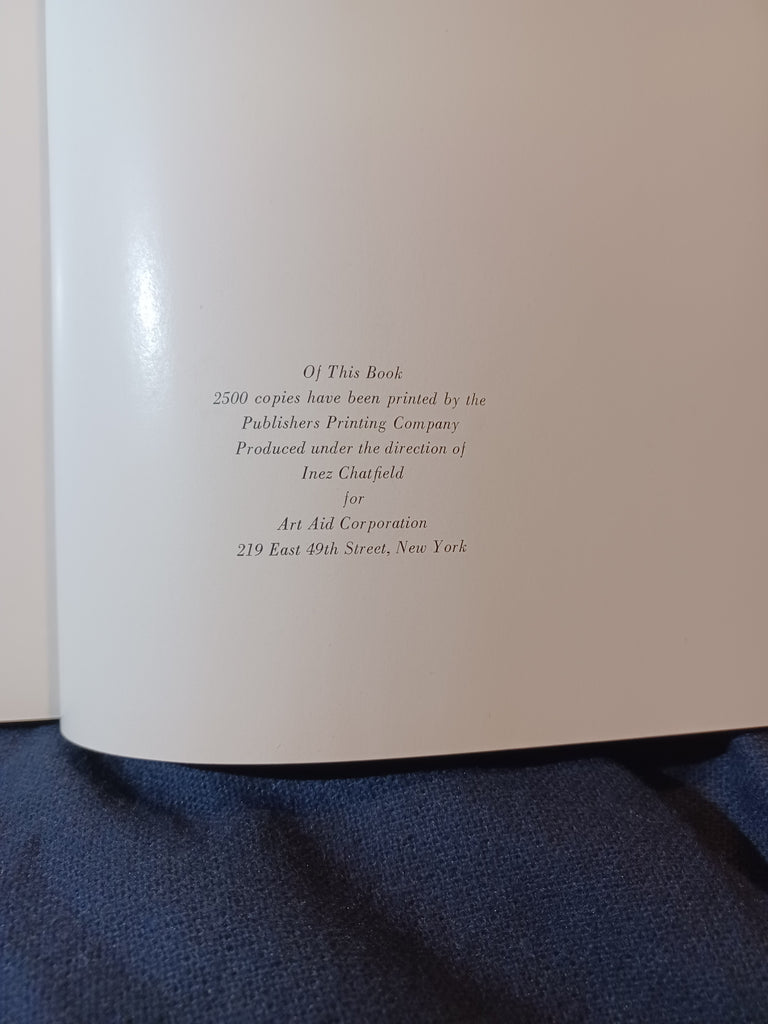 Of This Book
2500 copies have been printed by the
Publishers Printing Company
Produced under the direction of
Inez Chatfield
for
Art Aid Corporation
219 East 49th Street, New York